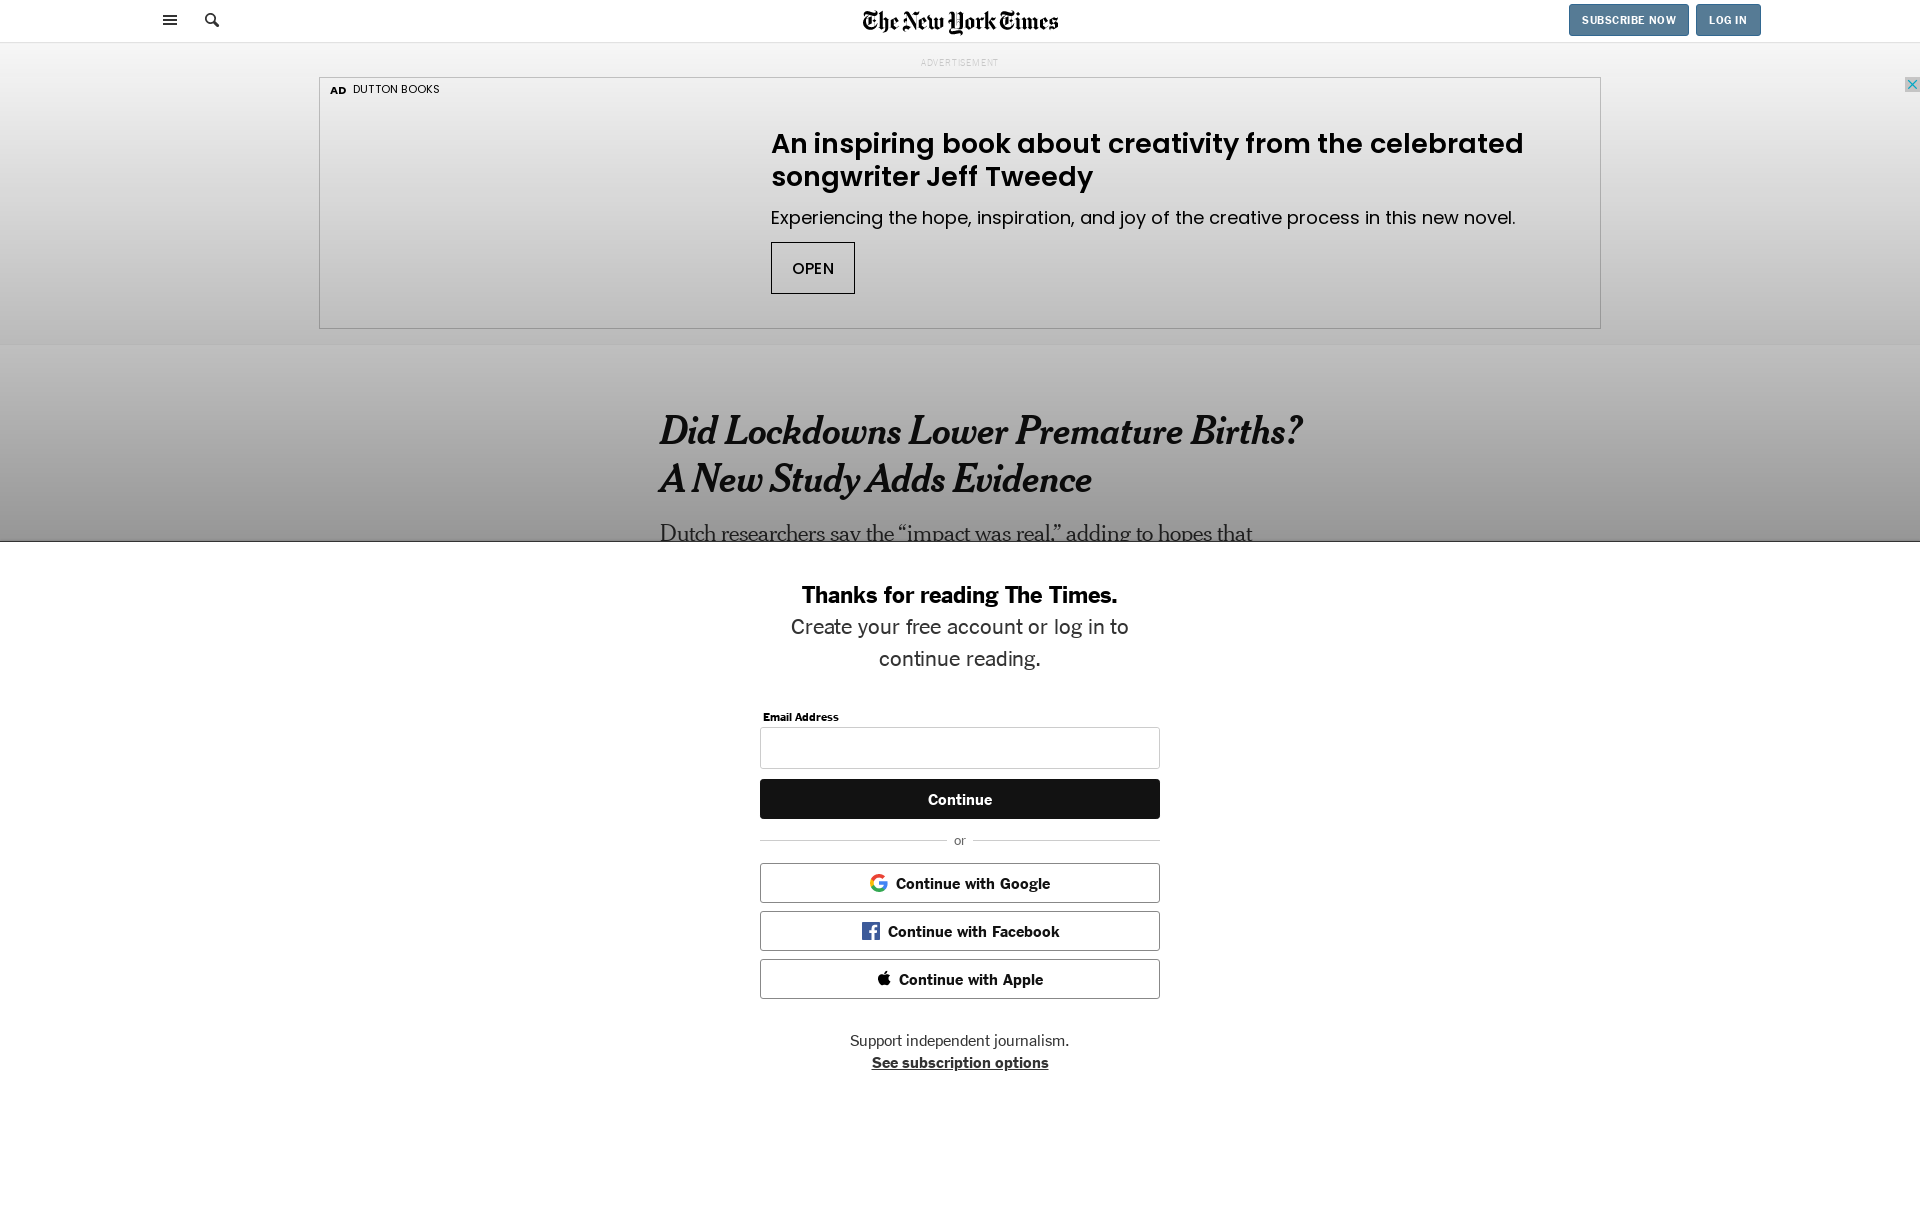 The New York Times
SUBSCRIBE NOW
LOG IN
ADVERTISEMENT
AD DUTTON BOOKS
An inspiring book about creativity from the celebrated
songwriter Jeff Tweedy
Experiencing the hope, inspiration, and joy of the creative process in this new novel.
OPEN
Did Lockdowns Lower Premature Births?
A New Study Adds Evidence
Dutch researchers say the “impact was real,” adding to hopes that
Thanks for reading The Times.
Create your free account or log in to
continue reading.
Email Address
Continue
or
Continue with Google
Continue with Facebook
Continue with Apple
Support independent journalism.
See subscription options